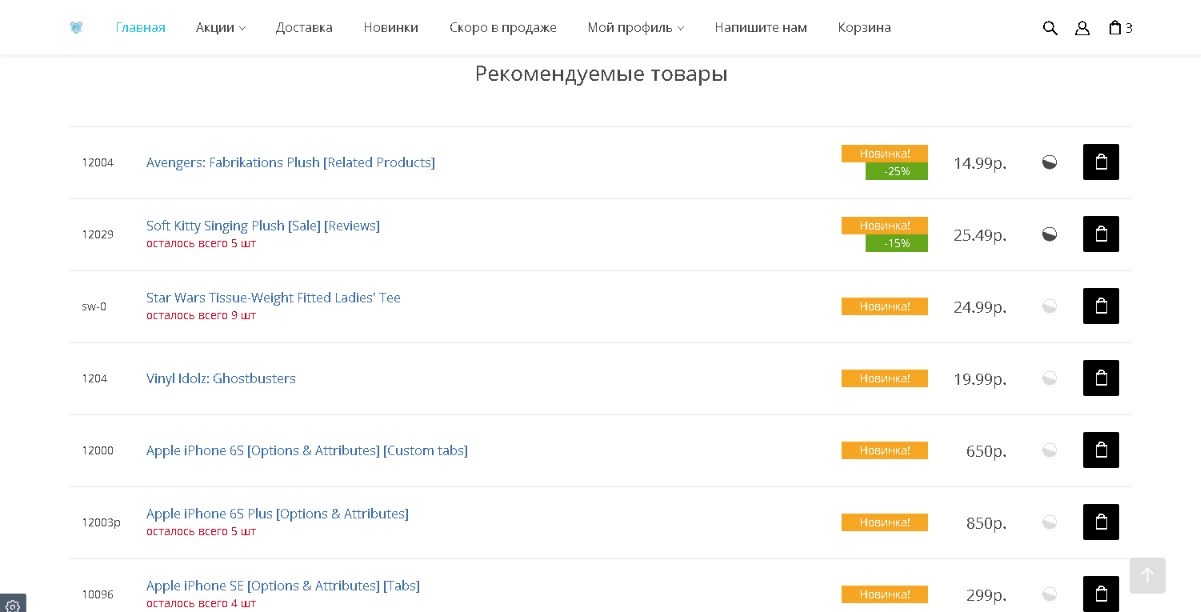 Главная Акции Доставка Новинки Скоро в продаже Мой профиль Напишите нам Корзина 3
Рекомендуемые товары
12004 Avengers: Fabrikations Plush [Related Products] Новинка! -25% 14.99р.
12029 Soft Kitty Singing Plush [Sale] [Reviews] Новинка! -15% 25.49р.
осталось всего 5 шт
sw-0 Star Wars Tissue-Weight Fitted Ladies' Tee Новинка! 24.99р.
осталось всего 9 шт
1204 Vinyl Idolz: Ghostbusters Новинка! 19.99р.
12000 Apple iPhone 6S [Options & Attributes] [Custom tabs] Новинка! 650р.
12003p Apple iPhone 6S Plus [Options & Attributes] Новинка! 850р.
осталось всего 5 шт
10096 Apple iPhone SE [Options & Attributes] [Tabs] Новинка! 299р.
осталось всего 4 шт